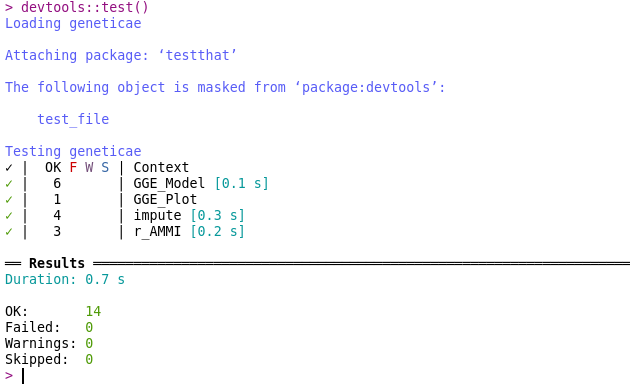 > devtools::test()
Loading geneticae
Attaching package: ‘testthat’
The following object is masked from ‘package:devtools’:
test_file
Testing geneticae
✓ | OK F W S | Context
✓ | 6 | GGE_Model [0.1 s]
✓ | 1 | GGE_Plot
✓ | 4 | impute [0.3 s]
✓ | 3 | r_AMMI [0.2 s]
══ Results ══════════════════════════════════════
Duration: 0.7 s
OK: 14
Failed: 0
Warnings: 0
Skipped: 0
>